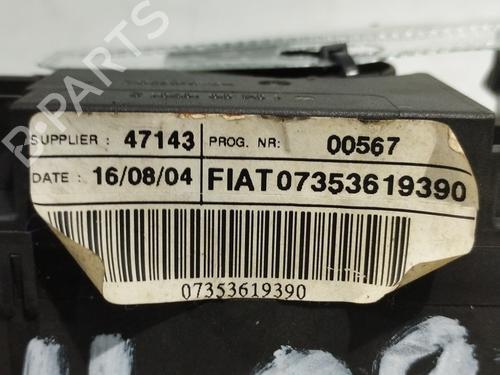 B-PARTS
SUPPLIER : 47143 PROG. NR: 00567
DATE : 16/08/04 FIAT 07353619390
07353619390